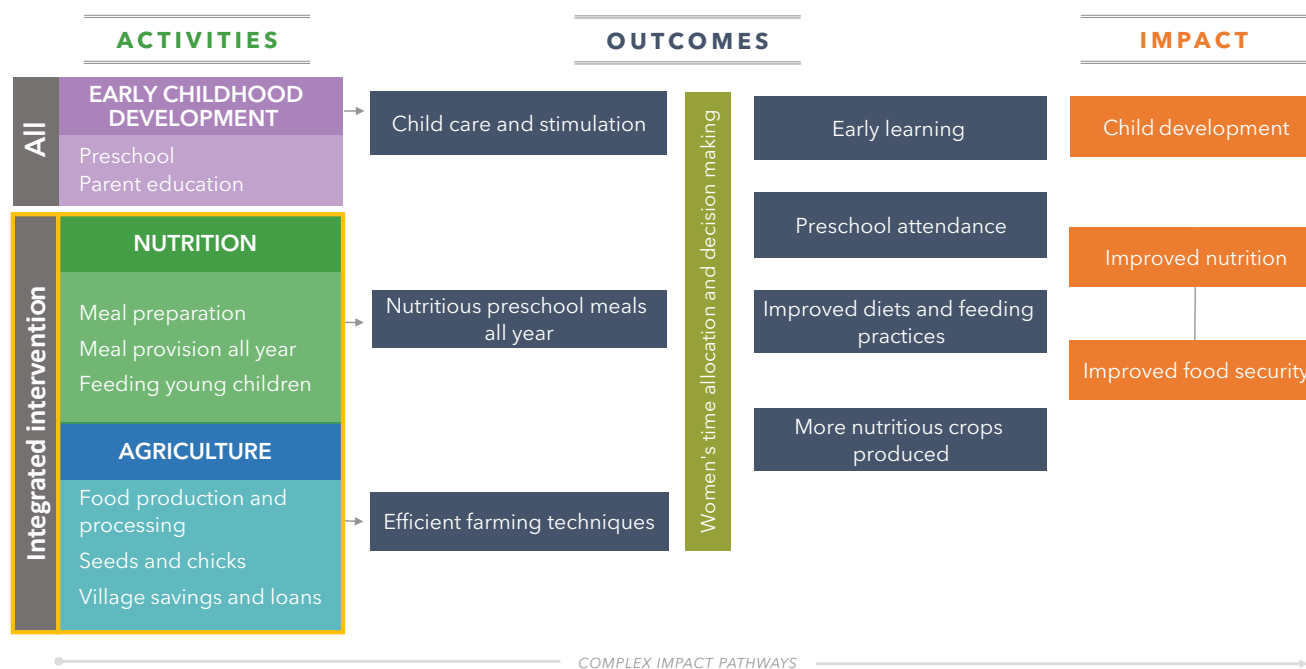 ACTIVITIES
OUTCOMES
IMPACT
All
EARLY CHILDHOOD
DEVELOPMENT
Preschool
Parent education
Child care and stimulation
Women's time allocation and decision making
Early learning
Child development
Preschool attendance
Integrated intervention
NUTRITION
Meal preparation
Meal provision all year
Feeding young children
Nutritious preschool meals
all year
Improved diets and feeding
practices
Improved nutrition
Improved food security
AGRICULTURE
Food production and
processing
Seeds and chicks
Village savings and loans
Efficient farming techniques
More nutritious crops
produced
COMPLEX IMPACT PATHWAYS